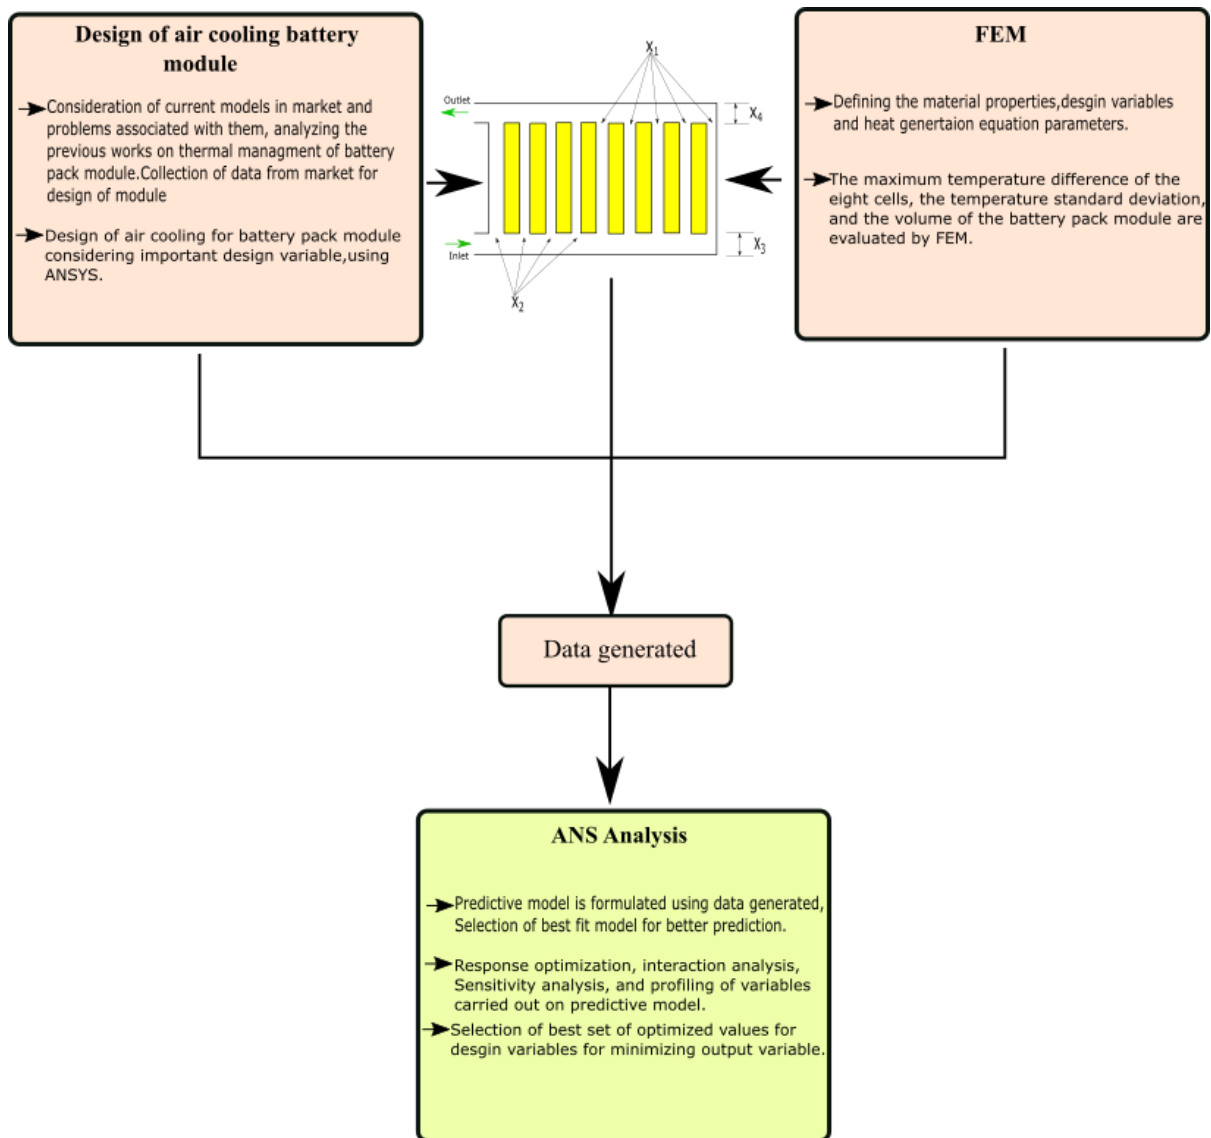 Design of air cooling battery
module
Consideration of current models in market and
problems associated with them, analyzing the
previous works on thermal managment of battery
pack module.Collection of data from market for
design of module
Design of air cooling for battery pack module
considering important design variable,using
ANSYS.
X1
Outlet
X4
Inlet
X3
X2
FEM
Defining the material properties,desgin variables
and heat genertaion equation parameters.
The maximum temperature difference of the
eight cells, the temperature standard deviation,
and the volume of the battery pack module are
evaluated by FEM.
Data generated
ANS Analysis
Predictive model is formulated using data generated,
Selection of best fit model for better prediction.
Response optimization, interaction analysis,
Sensitivity analysis, and profiling of variables
carried out on predictive model.
Selection of best set of optimized values for
desgin variables for minimizing output variable.